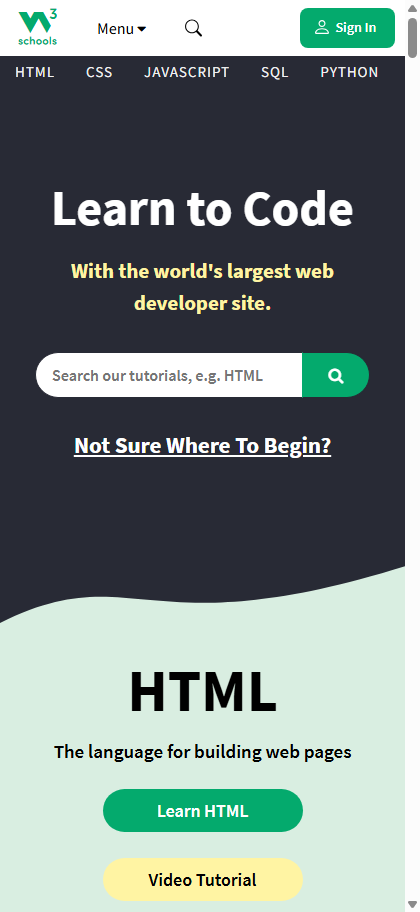 3
schools
Menu
Sign In
HTML CSS JAVASCRIPT SQL PYTHON
Learn to Code
With the world's largest web
developer site.
Search our tutorials, e.g. HTML
Not Sure Where To Begin?
HTML
The language for building web pages
Learn HTML
Video Tutorial